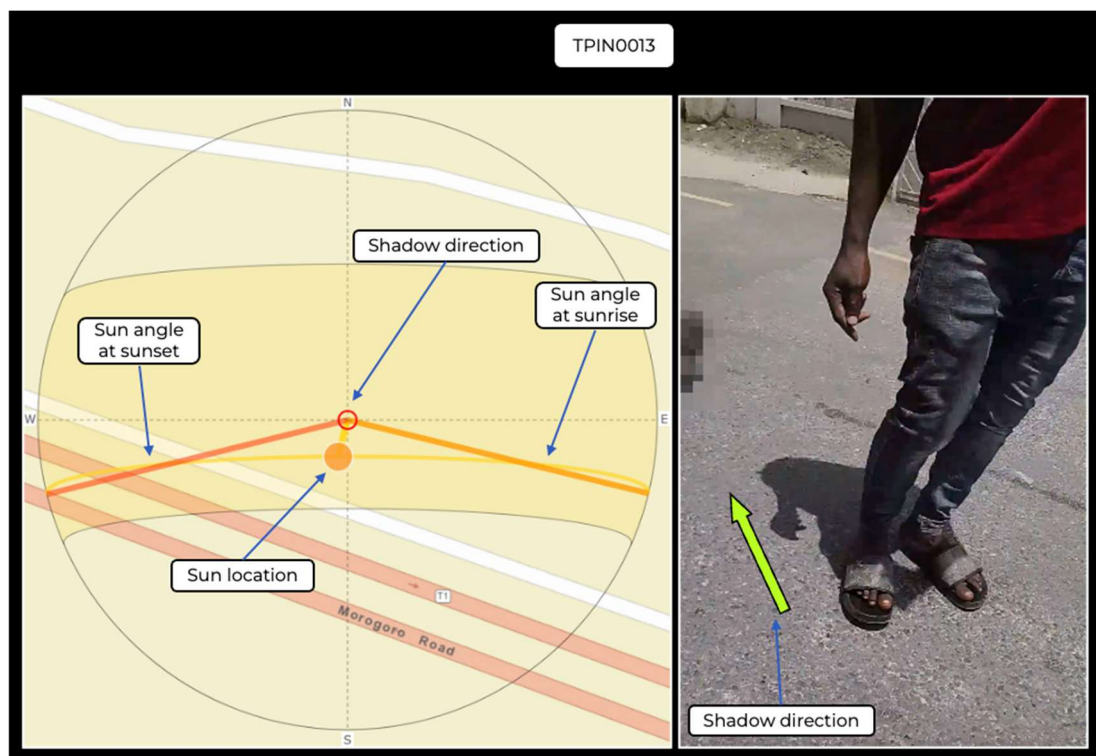 TPIN0013
N
Shadow direction
Sun angle
at sunrise
Sun angle
at sunset
W
E
Sun location
T1
Morogoro Road
S
Shadow direction